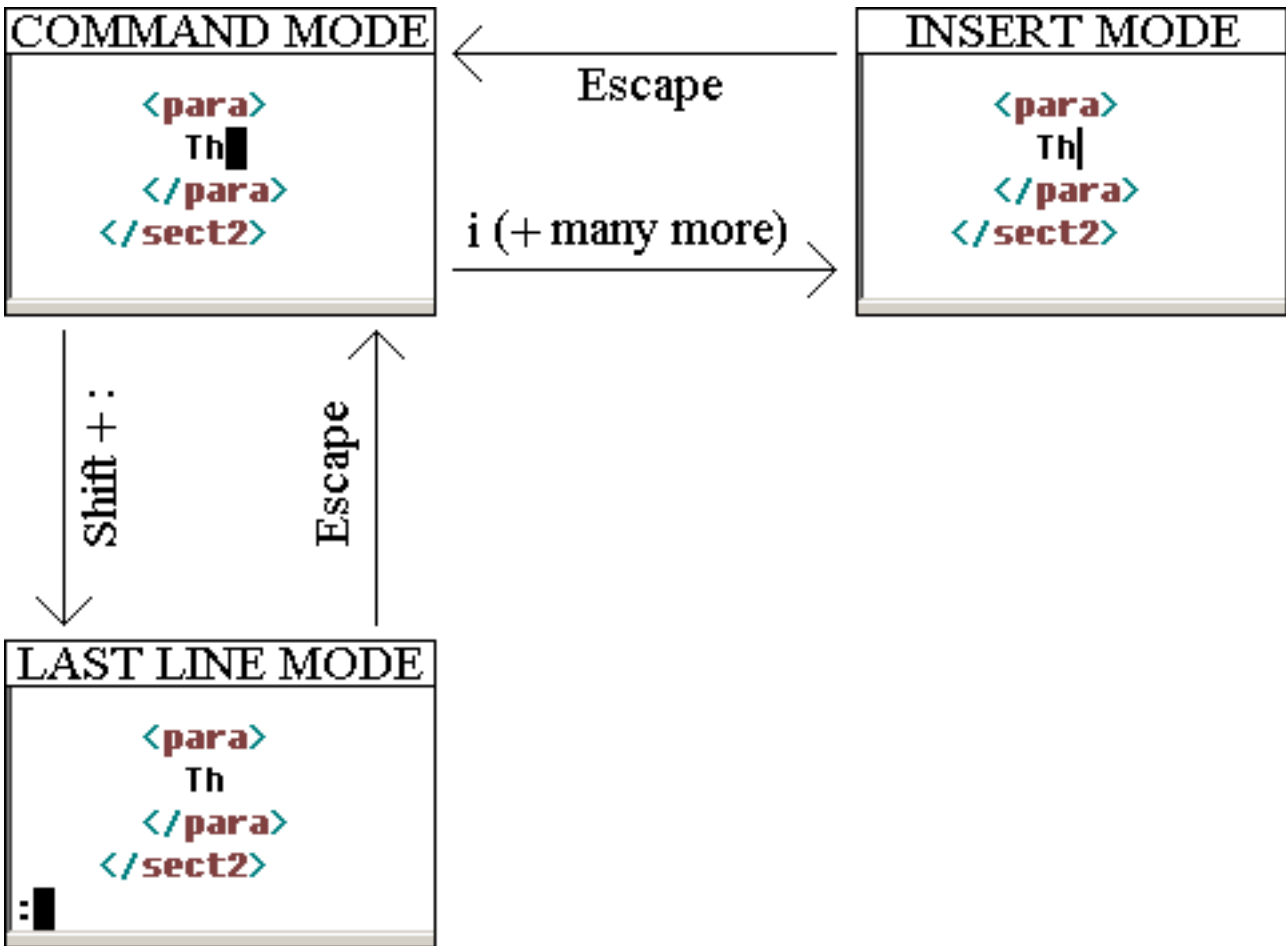 COMMAND MODE
<para>
Th
</para>
</sect2>
Escape
i (+ many more)
INSERT MODE
<para>
Th
</para>
</sect2>
Shift + :
Escape
LAST LINE MODE
<para>
Th
</para>
</sect2>
: